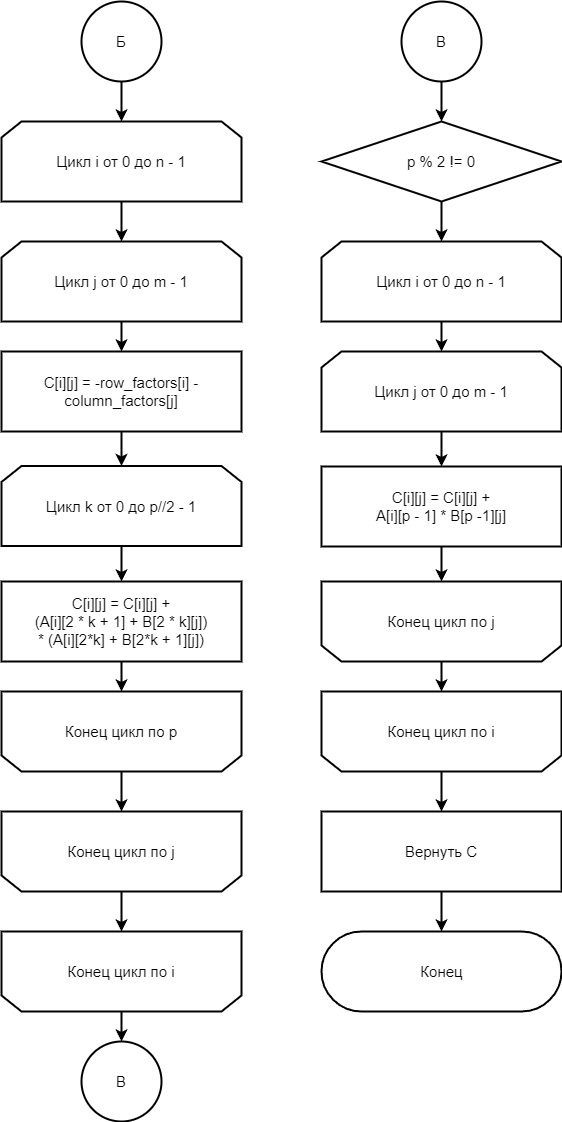 Б
Цикл i от 0 до n - 1
Цикл j от 0 до m - 1
C[i][j] = -row_factors[i] -
column_factors[j]
Цикл k от 0 до p//2 - 1
C[i][j] = C[i][j] +
(A[i][2 * k + 1] + B[2 * k][j])
* (A[i][2*k] + B[2*k + 1][j])
Конец цикл по p
Конец цикл по j
Конец цикл по i
В
В
p % 2 != 0
Цикл i от 0 до n - 1
Цикл j от 0 до m - 1
C[i][j] = C[i][j] +
A[i][p - 1] * B[p -1][j]
Конец цикл по j
Конец цикл по i
Вернуть C
Конец